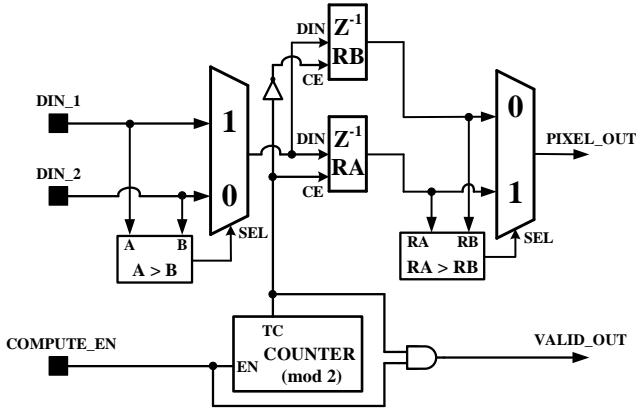 DIN
Z⁻¹
RB
CE
DIN_1
1
0
DIN
Z⁻¹
RA
CE
PIXEL_OUT
0
1
DIN_2
SEL
A B
A > B
RA RB
RA > RB
SEL
TC
COUNTER
(mod 2)
EN
COMPUTE_EN
VALID_OUT